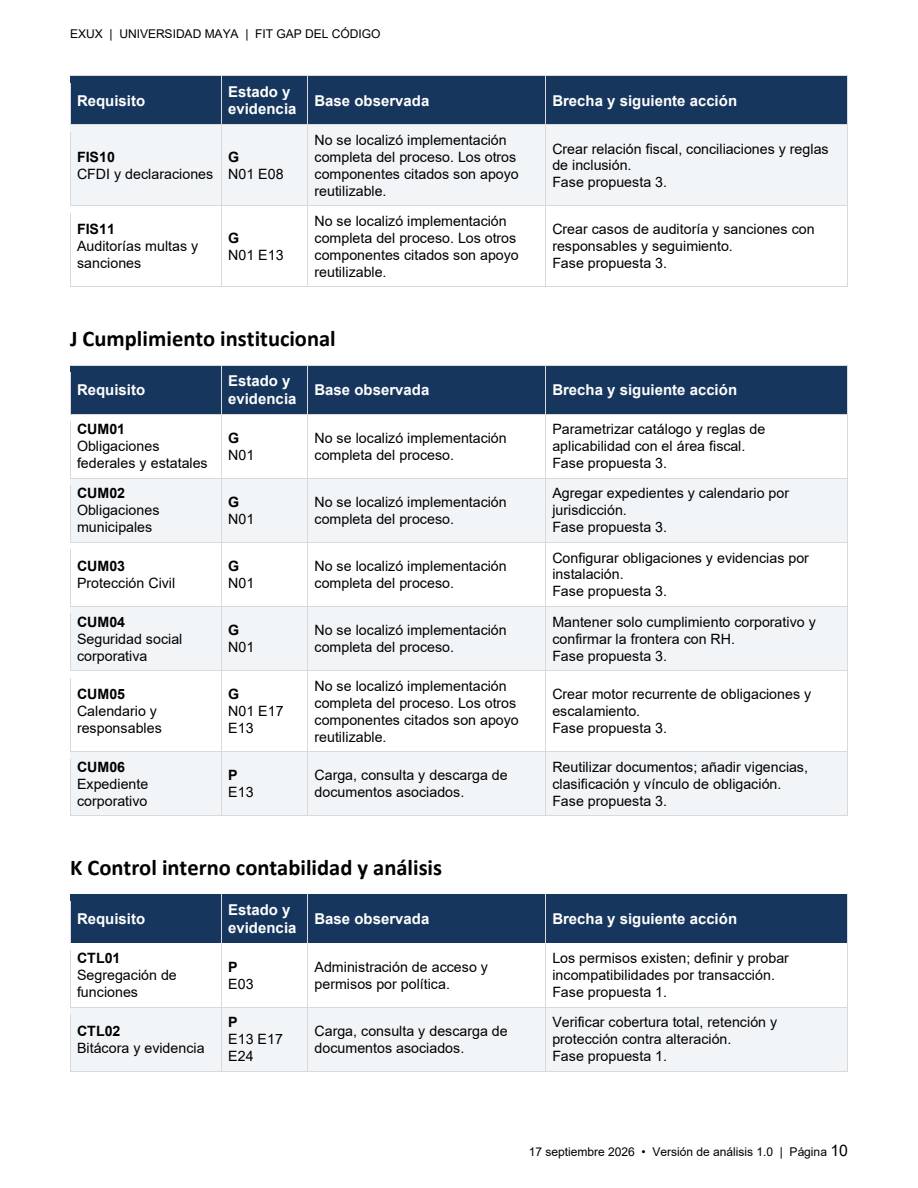 EXUX | UNIVERSIDAD MAYA | FIT GAP DEL CÓDIGO
Requisito
Estado y
evidencia
Base observada
Brecha y siguiente acción
FIS10
CFDI y declaraciones
G
N01 E08
No se localizó implementación
completa del proceso. Los otros
componentes citados son apoyo
reutilizable.
Crear relación fiscal, conciliaciones y reglas
de inclusión.
Fase propuesta 3.
FIS11
Auditorías multas y
sanciones
G
N01 E13
No se localizó implementación
completa del proceso. Los otros
componentes citados son apoyo
reutilizable.
Crear casos de auditoría y sanciones con
responsables y seguimiento.
Fase propuesta 3.
J Cumplimiento institucional
Requisito
Estado y
evidencia
Base observada
Brecha y siguiente acción
CUM01
Obligaciones
federales y estatales
G
N01
No se localizó implementación
completa del proceso.
Parametrizar catálogo y reglas de
aplicabilidad con el área fiscal.
Fase propuesta 3.
CUM02
Obligaciones
municipales
G
N01
No se localizó implementación
completa del proceso.
Agregar expedientes y calendario por
jurisdicción.
Fase propuesta 3.
CUM03
Protección Civil
G
N01
No se localizó implementación
completa del proceso.
Configurar obligaciones y evidencias por
instalación.
Fase propuesta 3.
CUM04
Seguridad social
corporativa
G
N01
No se localizó implementación
completa del proceso.
Mantener solo cumplimiento corporativo y
confirmar la frontera con RH.
Fase propuesta 3.
CUM05
Calendario y
responsables
G
N01 E17
E13
No se localizó implementación
completa del proceso. Los otros
componentes citados son apoyo
reutilizable.
Crear motor recurrente de obligaciones y
escalamiento.
Fase propuesta 3.
CUM06
Expediente
corporativo
P
E13
Carga, consulta y descarga de
documentos asociados.
Reutilizar documentos; añadir vigencias,
clasificación y vínculo de obligación.
Fase propuesta 3.
K Control interno contabilidad y análisis
Requisito
Estado y
evidencia
Base observada
Brecha y siguiente acción
CTL01
Segregación de
funciones
P
E03
Administración de acceso y
permisos por política.
Los permisos existen; definir y probar
incompatibilidades por transacción.
Fase propuesta 1.
CTL02
Bitácora y evidencia
P
E13 E17
E24
Carga, consulta y descarga de
documentos asociados.
Verificar cobertura total, retención y
protección contra alteración.
Fase propuesta 1.
17 septiembre 2026 • Versión de análisis 1.0 | Página 10